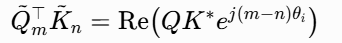 $\tilde{Q}_m^\top \tilde{K}_n = \mathrm{Re}\big(QK^* e^{j(m-n)\theta_i}\big)$